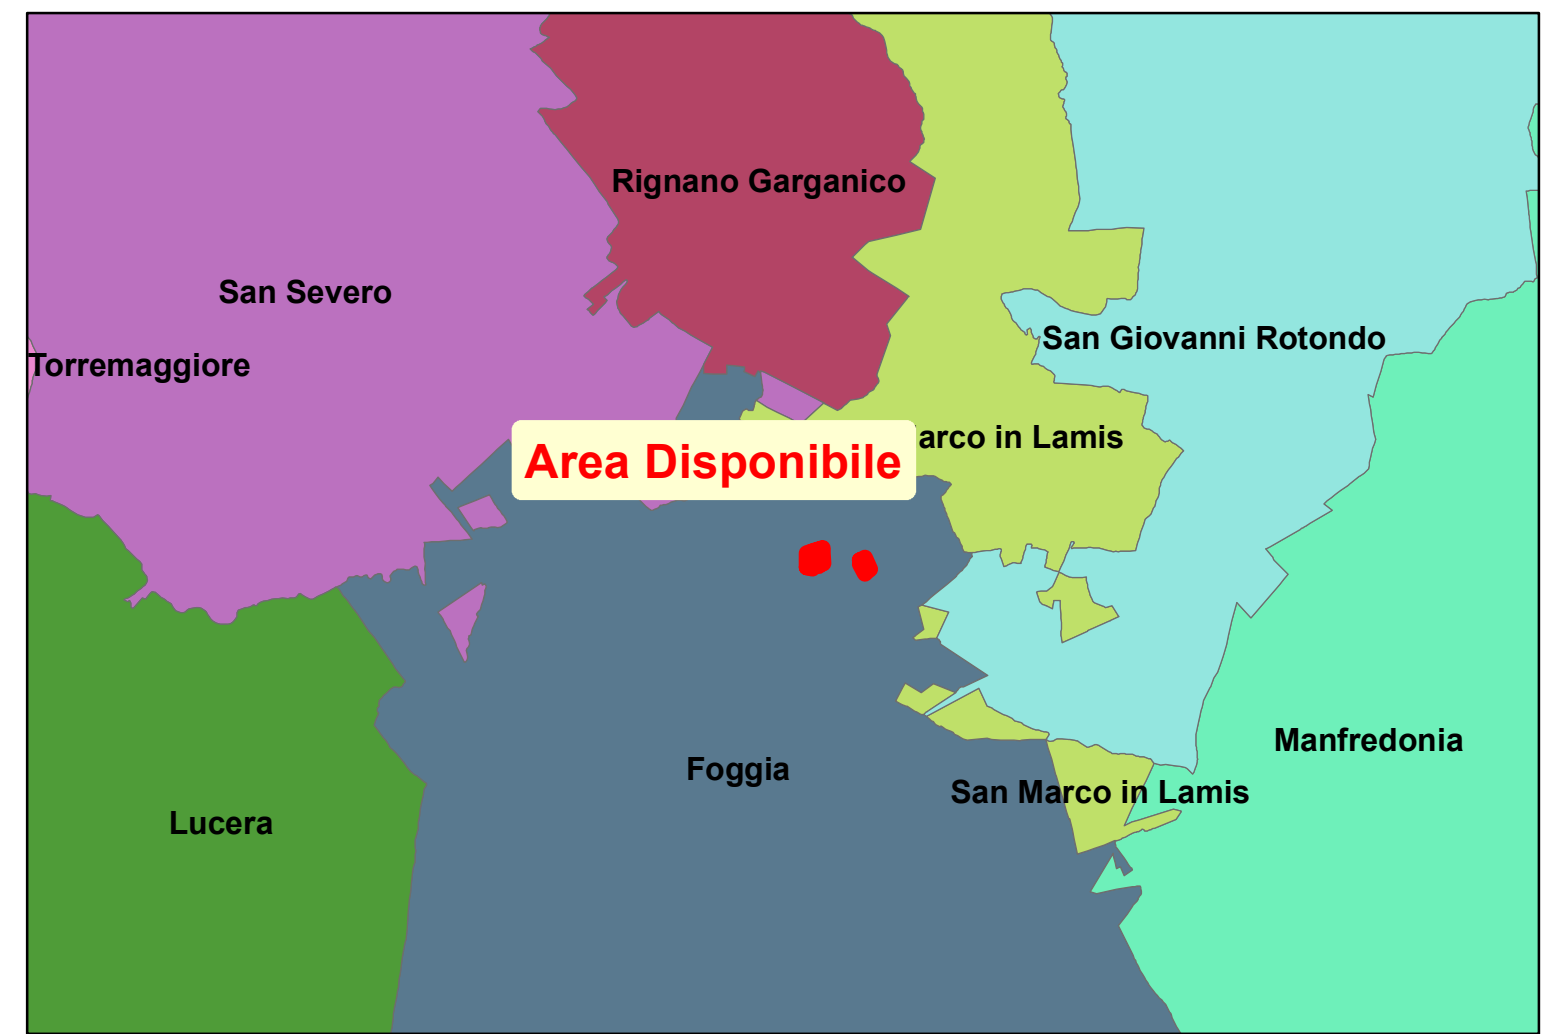 Rignano Garganico
San Severo
San Giovanni Rotondo
Torremaggiore
arco in Lamis
Area Disponibile
Manfredonia
Foggia
San Marco in Lamis
Lucera